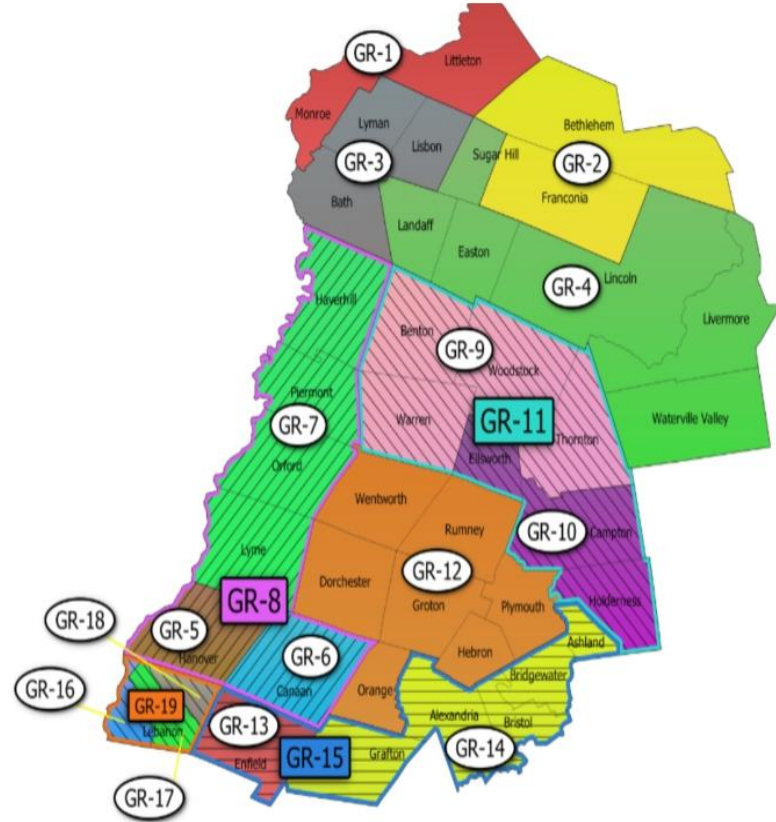 GR-1
Littleton
Monroe
Lyman
Bethlehem
Lisbon
Sugar Hill
GR-3
GR-2
Bath
Franconia
Landaff
Easton
Lincoln
GR-4
Haverhill
Livermore
Benton
GR-9
Woodstock
Piermont
Warren
GR-11
Waterville Valley
GR-7
Thornton
Ellsworth
Orford
Wentworth
Rumney
GR-10
Campton
Lyme
GR-12
Dorchester
GR-8
Groton
Plymouth
Holderness
GR-18
GR-5
Ashland
Hanover
GR-6
Hebron
Bridgewater
GR-16
Canaan
Orange
GR-19
Alexandria
Lebanon
GR-13
Bristol
GR-14
Enfield
GR-15
Grafton
GR-17